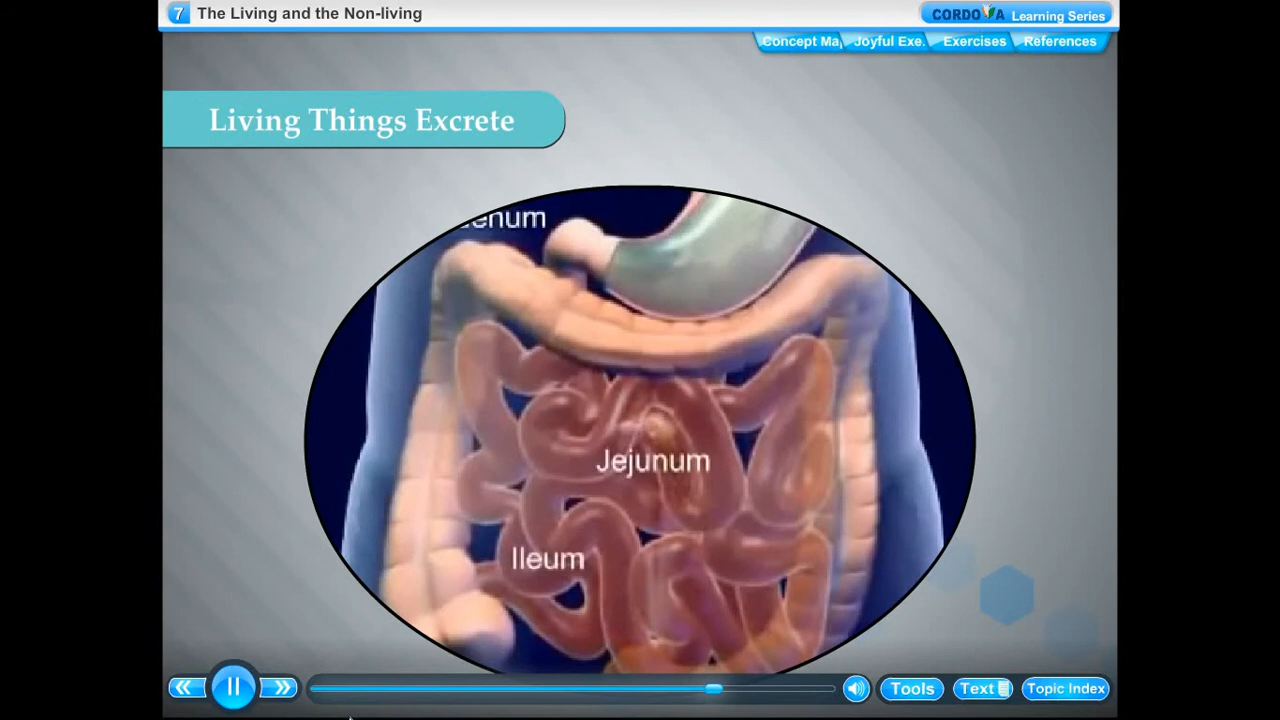 7 The Living and the Non-living
CORDOVA Learning Series
Concept Ma
Joyful Exe.
Exercises
References
Living Things Excrete
enum
Jejunum
Ileum
Tools
Text
Topic Index